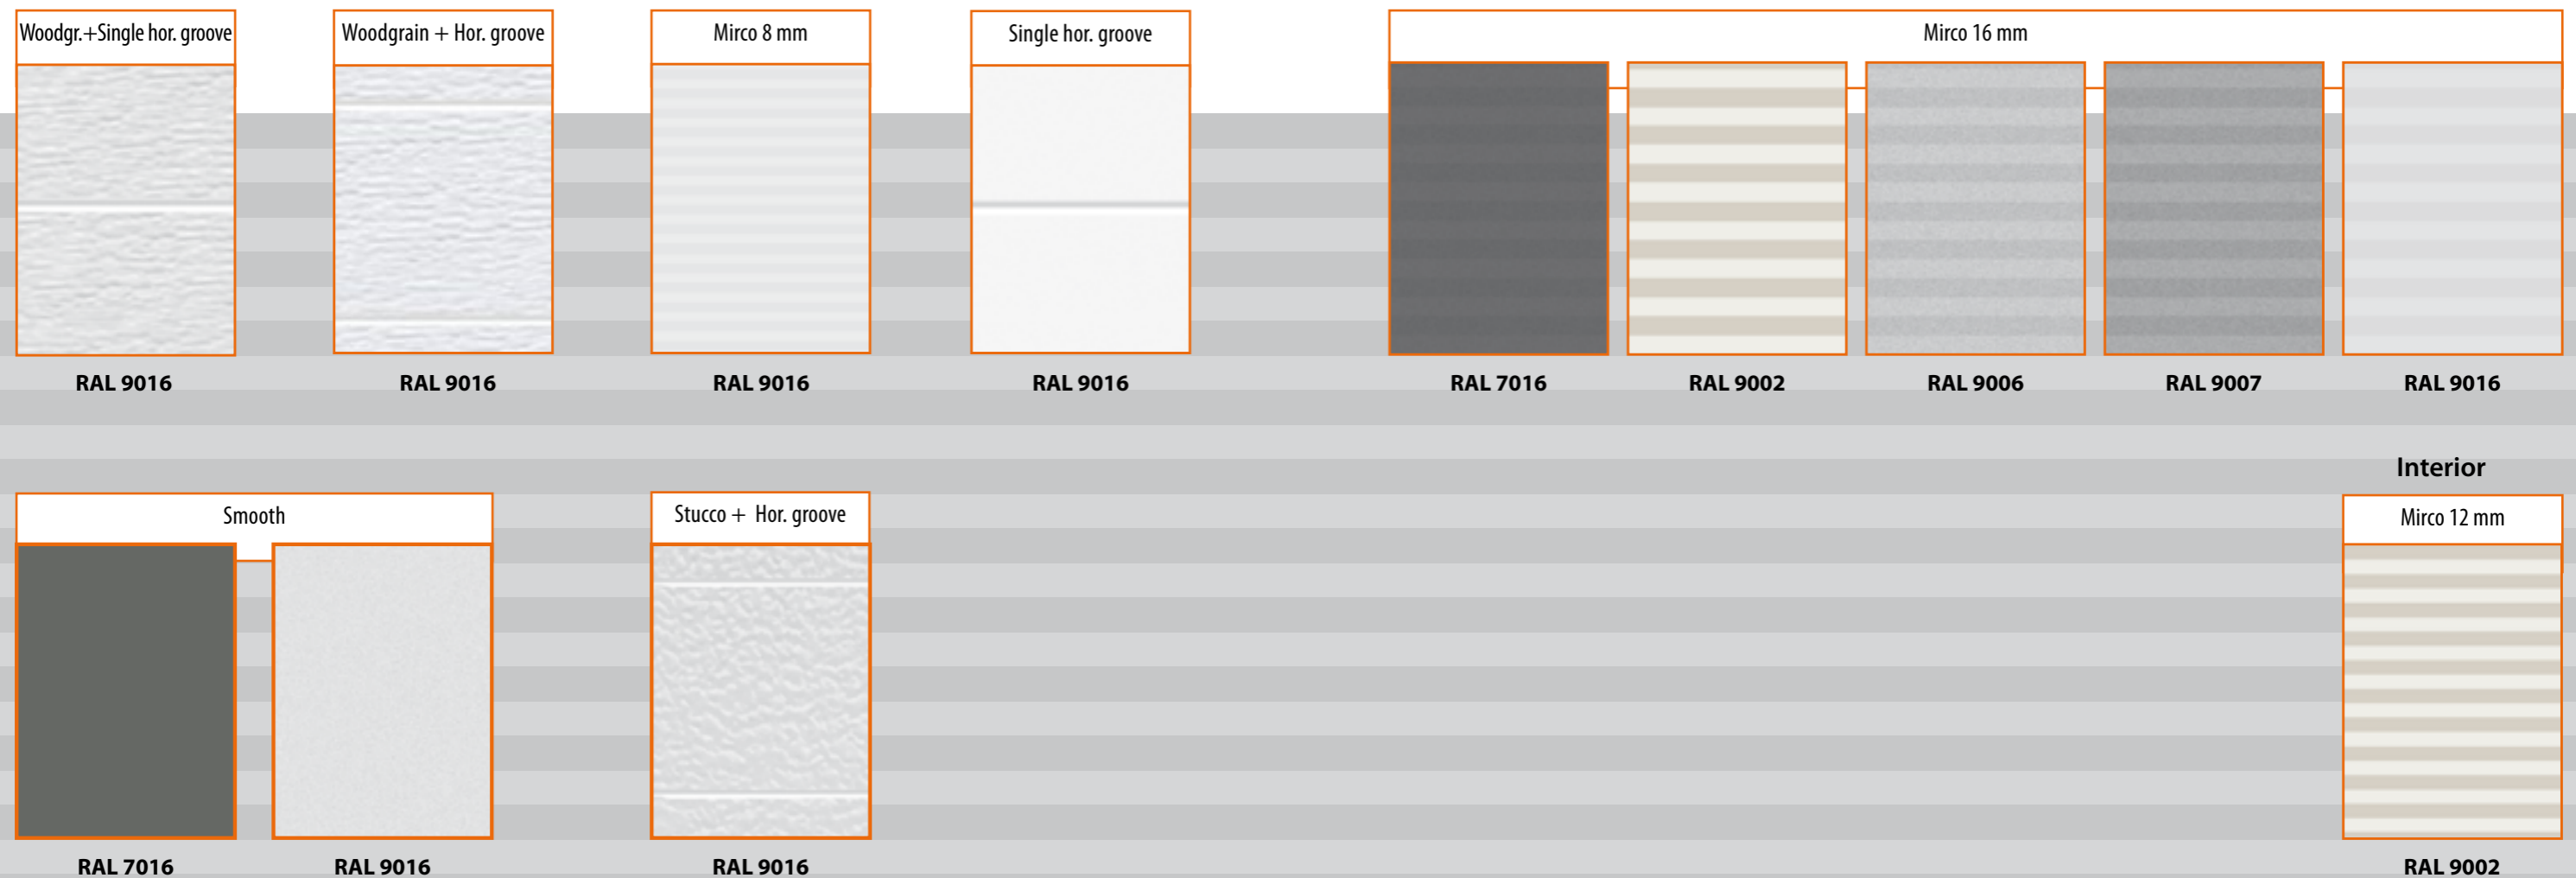 Woodgr.+Single hor. groove
Woodgrain + Hor. groove
Mirco 8 mm
Single hor. groove
Mirco 16 mm
RAL 9016
RAL 9016
RAL 9016
RAL 9016
RAL 7016
RAL 9002
RAL 9006
RAL 9007
RAL 9016
Interior
Smooth
Stucco + Hor. groove
Mirco 12 mm
RAL 7016
RAL 9016
RAL 9016
RAL 9002